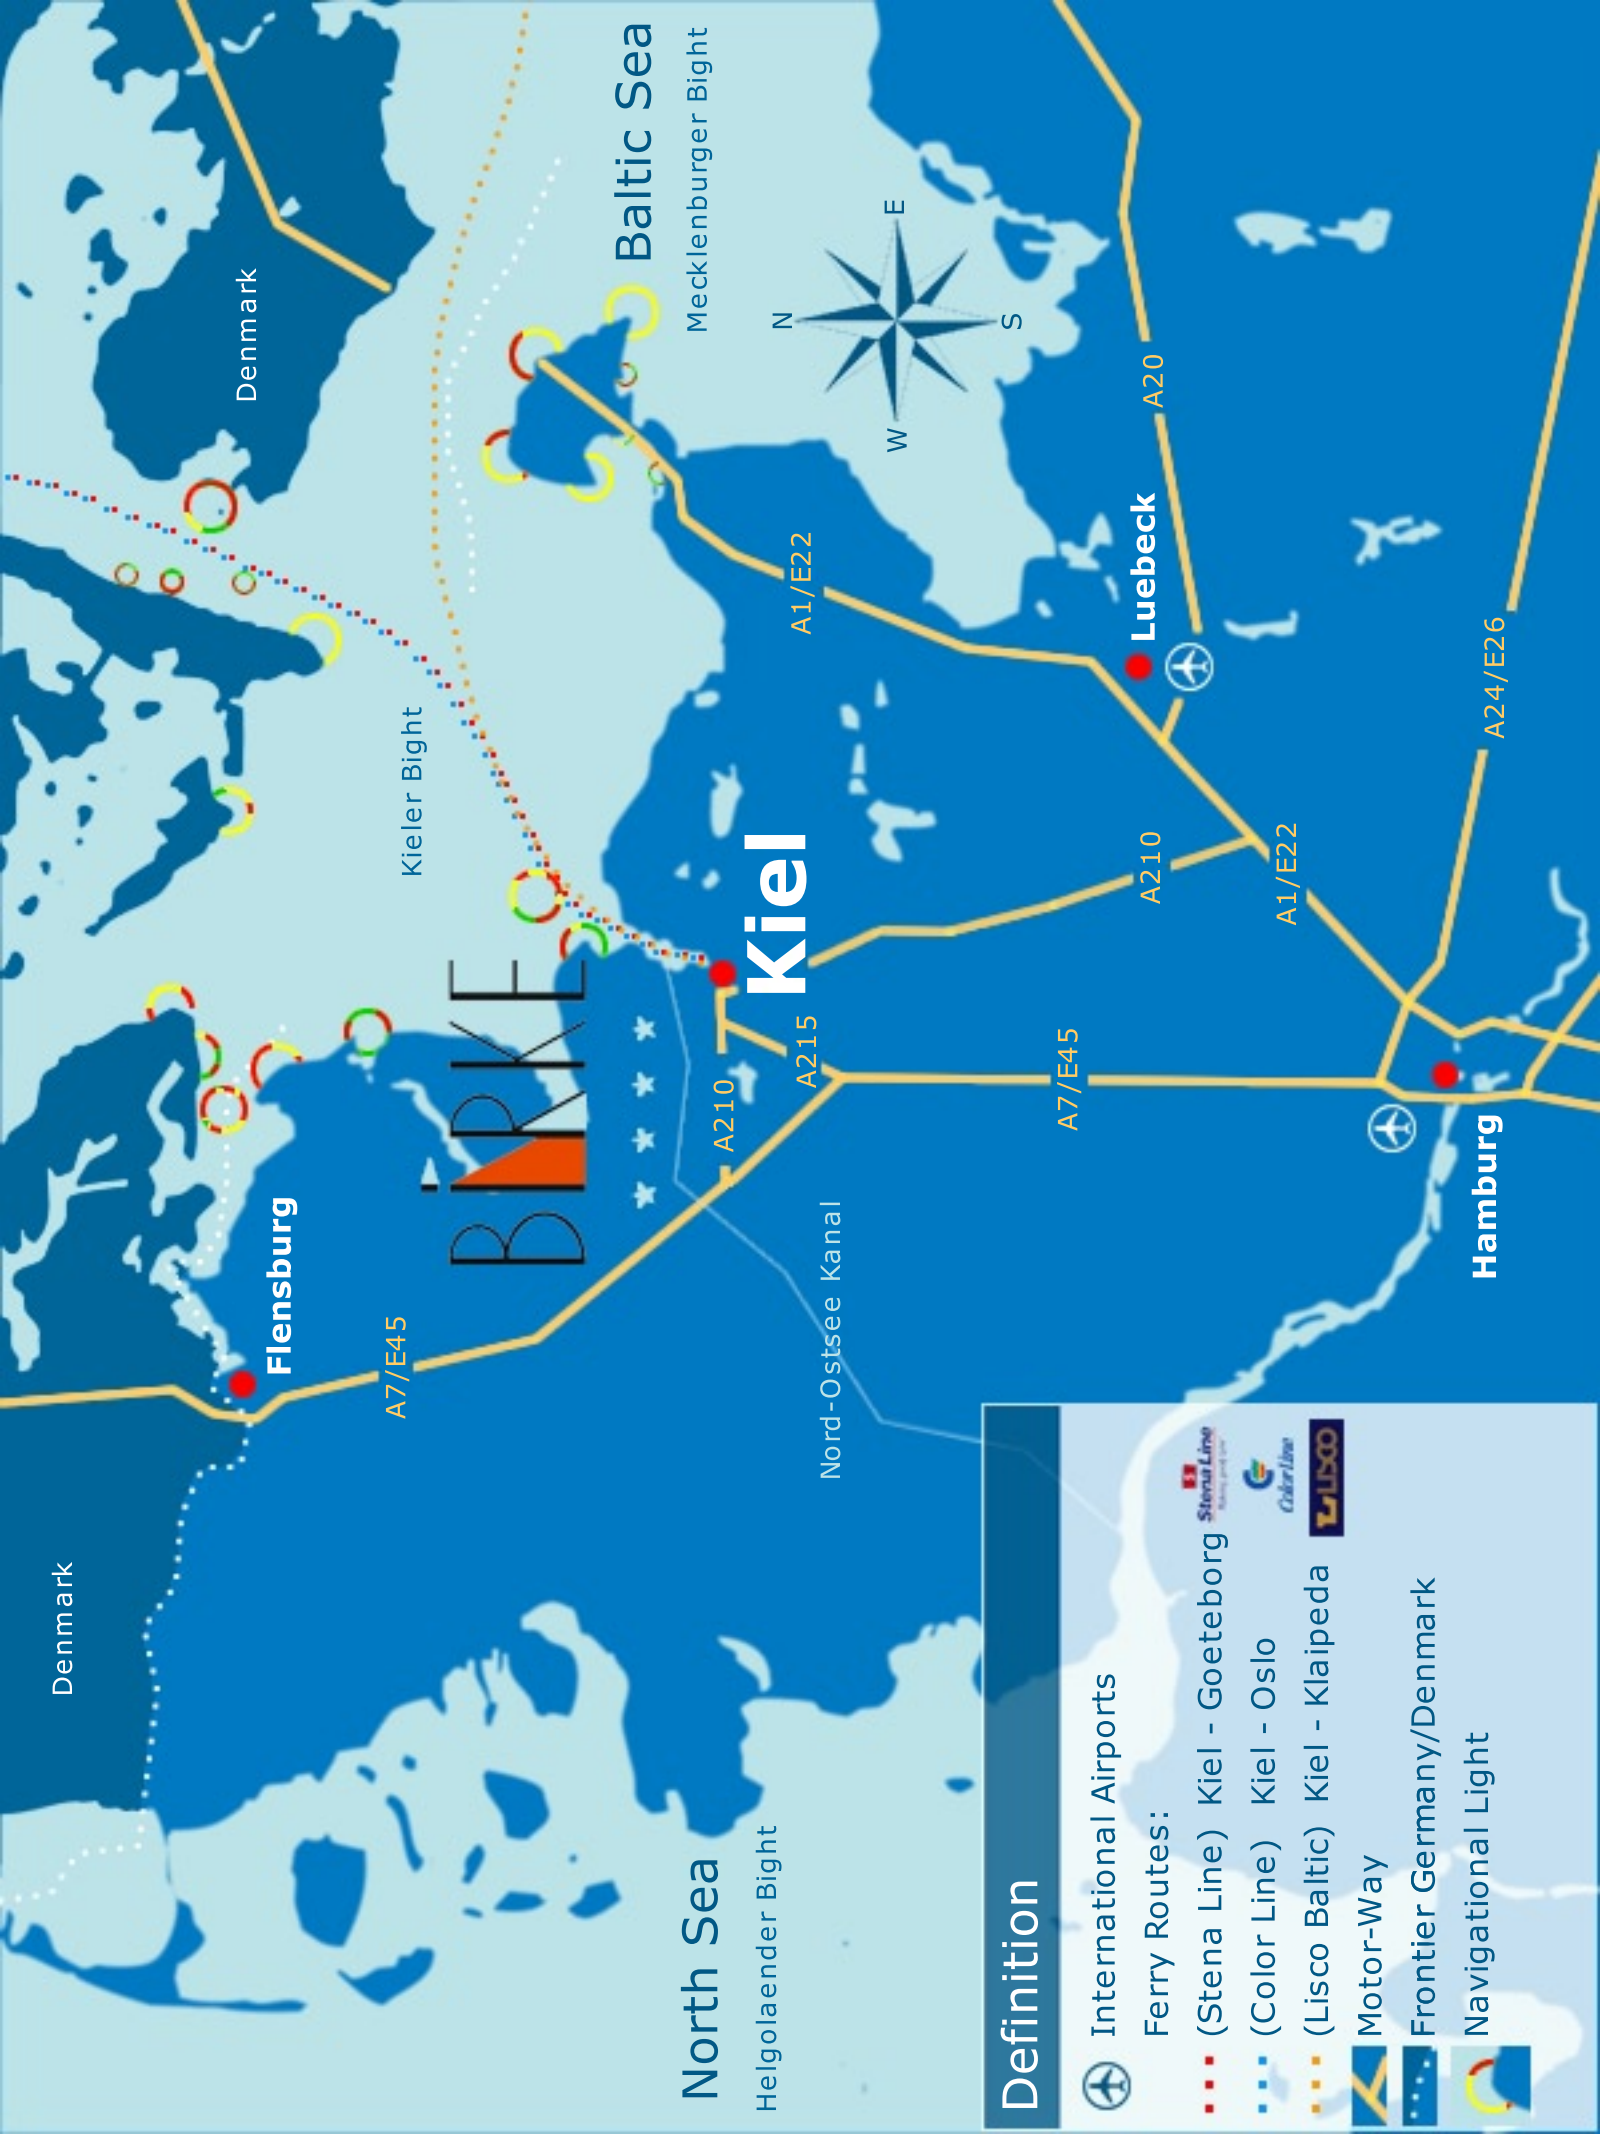 Denmark
Denmark
Flensburg
A7/E45
Kieler Bight
BIRKE
Baltic Sea
Mecklenburger Bight
North Sea
Helgolaender Bight
Nord-Ostsee Kanal
A210
A215
Kiel
A1/E22
N
W
E
S
A7/E45
A210
Luebeck
A20
A1/E22
Hamburg
A24/E26
Definition
International Airports
Ferry Routes:
(Stena Line) Kiel - Goeteborg
Stena Line
(Color Line) Kiel - Oslo
Color Line
(Lisco Baltic) Kiel - Klaipeda
LISCO
Motor-Way
Frontier Germany/Denmark
Navigational Light